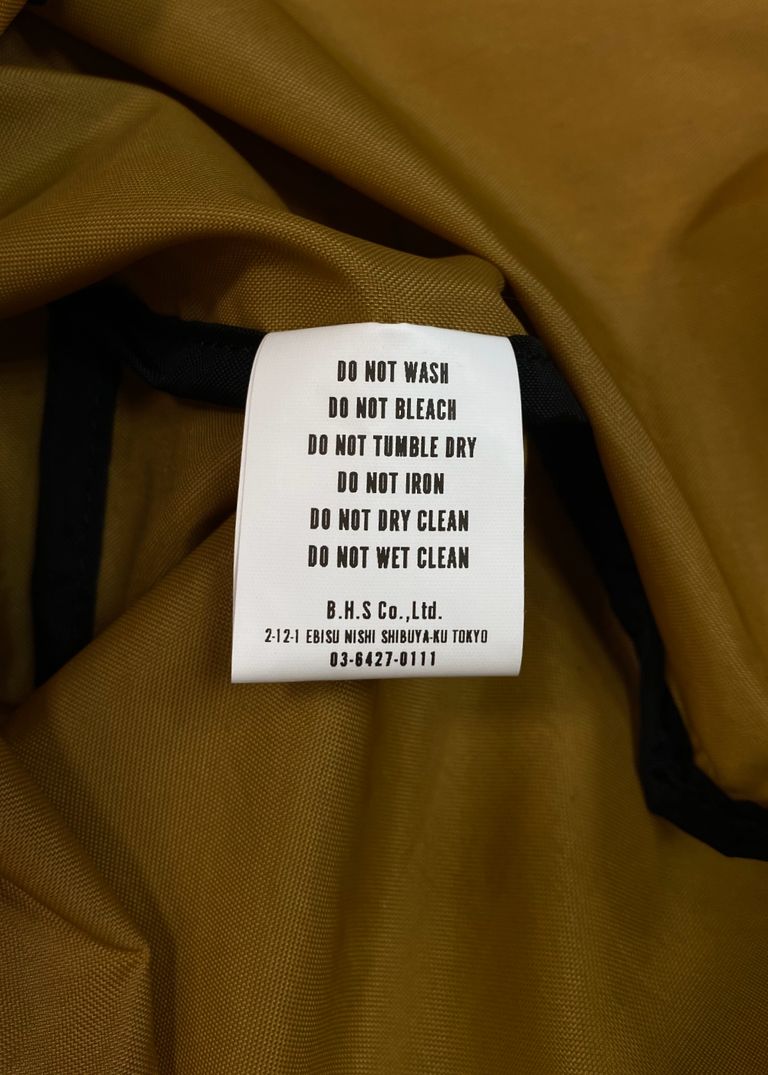 DO NOT WASH
DO NOT BLEACH
DO NOT TUMBLE DRY
DO NOT IRON
DO NOT DRY CLEAN
DO NOT WET CLEAN
B.H.S Co.,Ltd.
2-12-1 EBISU NISHI SHIBUYA-KU TOKYO
03-6427-0111